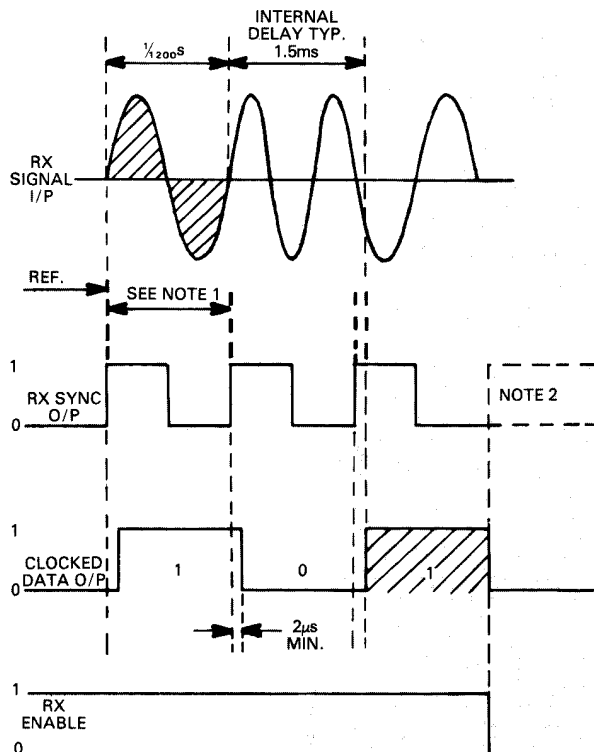 INTERNAL
DELAY TYP.
1.5ms
1/1200s
RX
SIGNAL
I/P
REF.
SEE NOTE 1
1
RX SYNC
O/P
0
NOTE 2
1
CLOCKED
DATA O/P
0
1
0
1
2µs
MIN.
1
RX
ENABLE
0